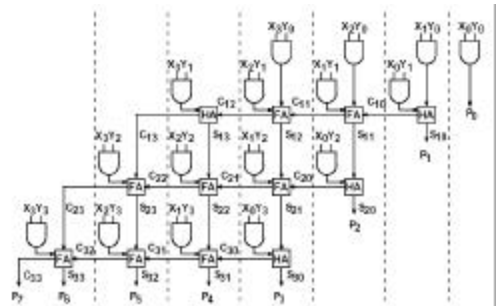 X3Y0 X2Y0 X1Y0 X0Y0
X3Y1 X2Y1 X1Y1 X0Y1
C12 C11 C10
HA FA FA HA
P0
C13 S13 S12 S11 S10
P1
X3Y2 X2Y2 X1Y2 X0Y2
C22 C21 C20
FA FA FA HA
C23 S23 S22 S21 S20
P2
X3Y3 X2Y3 X1Y3 X0Y3
C32 C31 C30
FA FA FA HA
C33 S33 S32 S31 S30
P7 P6 P5 P4 P3